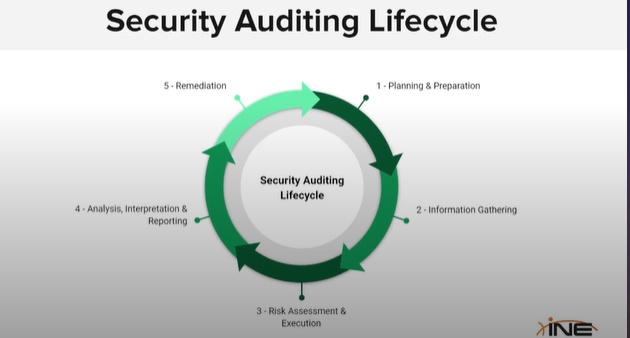 Security Auditing Lifecycle
5 - Remediation
1 - Planning & Preparation
Security Auditing
Lifecycle
4 - Analysis, Interpretation &
Reporting
2 - Information Gathering
3 - Risk Assessment &
Execution
INE